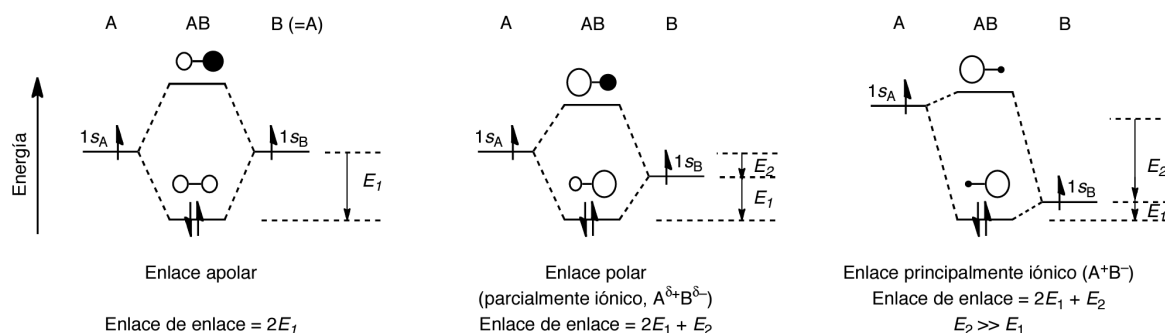 A AB B (=A)
A AB B
A AB B
Energía
1sA 1sB
E1
1sA
1sB
E2
E1
1sA
1sB
E2
E1
Enlace apolar
Enlace de enlace = 2E1
Enlace polar
(parcialmente iónico, Aδ+Bδ–)
Enlace de enlace = 2E1 + E2
Enlace principalmente iónico (A+B–)
Enlace de enlace = 2E1 + E2
E2 >> E1